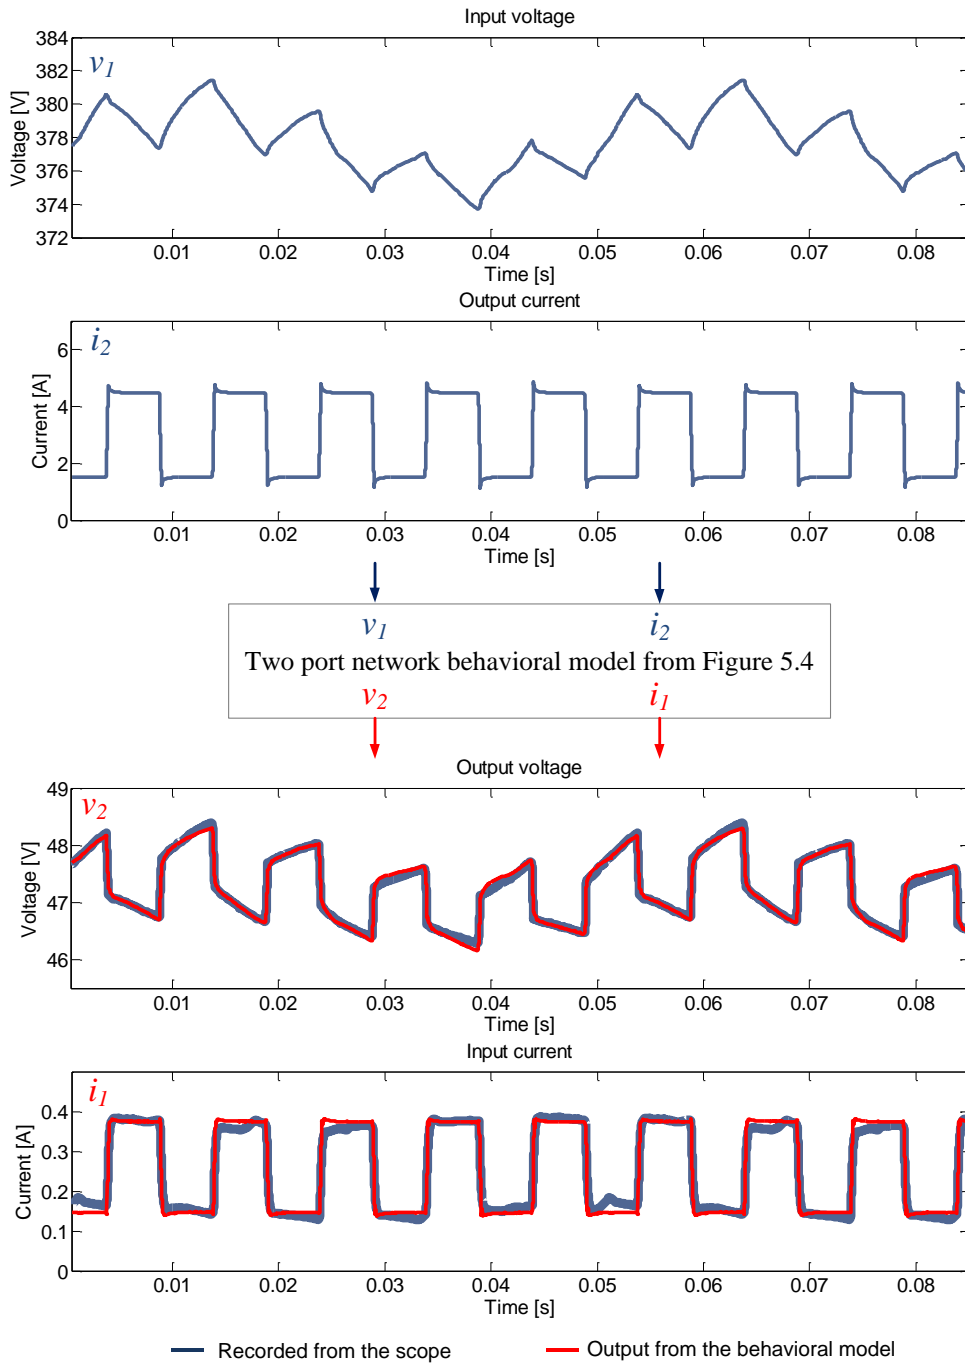 Input voltage
384
382
380
378
376
374
372
Voltage [V]
v1
0.01 0.02 0.03 0.04 0.05 0.06 0.07 0.08
Time [s]
Output current
6
4
2
0
Current [A]
i2
0.01 0.02 0.03 0.04 0.05 0.06 0.07 0.08
Time [s]
v1 i2
Two port network behavioral model from Figure 5.4
v2 i1
Output voltage
49
48
47
46
Voltage [V]
v2
0.01 0.02 0.03 0.04 0.05 0.06 0.07 0.08
Time [s]
Input current
0.4
0.3
0.2
0.1
0
Current [A]
i1
0.01 0.02 0.03 0.04 0.05 0.06 0.07 0.08
Time [s]
Recorded from the scope Output from the behavioral model